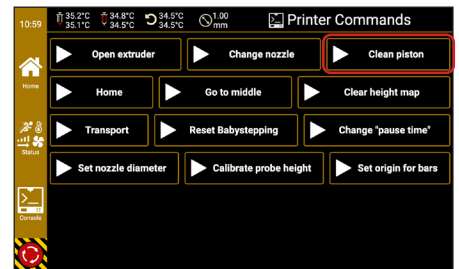 10:59
35.2°C 34.8°C 34.5°C 1.00 Printer Commands
35.1°C 34.5°C 34.5°C mm
Open extruder Change nozzle Clean piston
Home
Home Go to middle Clear height map
Transport Reset Babystepping Change "pause time"
Status
Set nozzle diameter Calibrate probe height Set origin for bars
Console